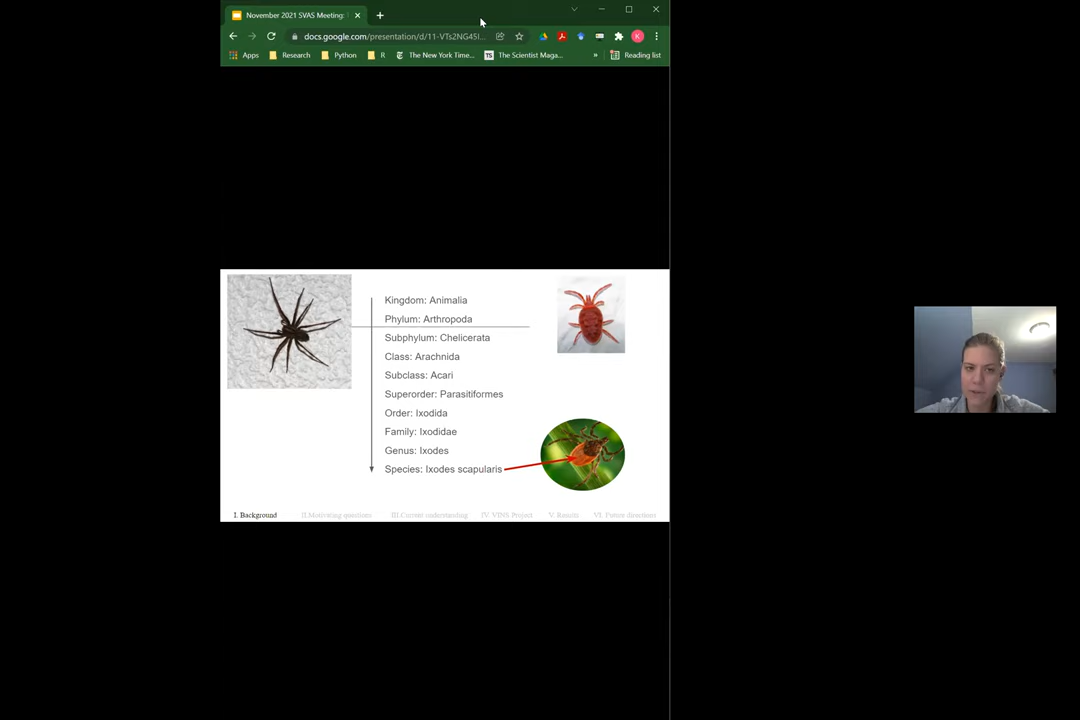 November 2021 SVAS Meeting:
docs.google.com/presentation/d/11-VTs2NG45I...
Apps Research Python R The New York Time... TS The Scientist Maga... » Reading list
K
Kingdom: Animalia
Phylum: Arthropoda
Subphylum: Chelicerata
Class: Arachnida
Subclass: Acari
Superorder: Parasitiformes
Order: Ixodida
Family: Ixodidae
Genus: Ixodes
Species: Ixodes scapularis
I. Background II.Motivating questions III.Current understanding IV. VINS Project V. Results VI. Future directions